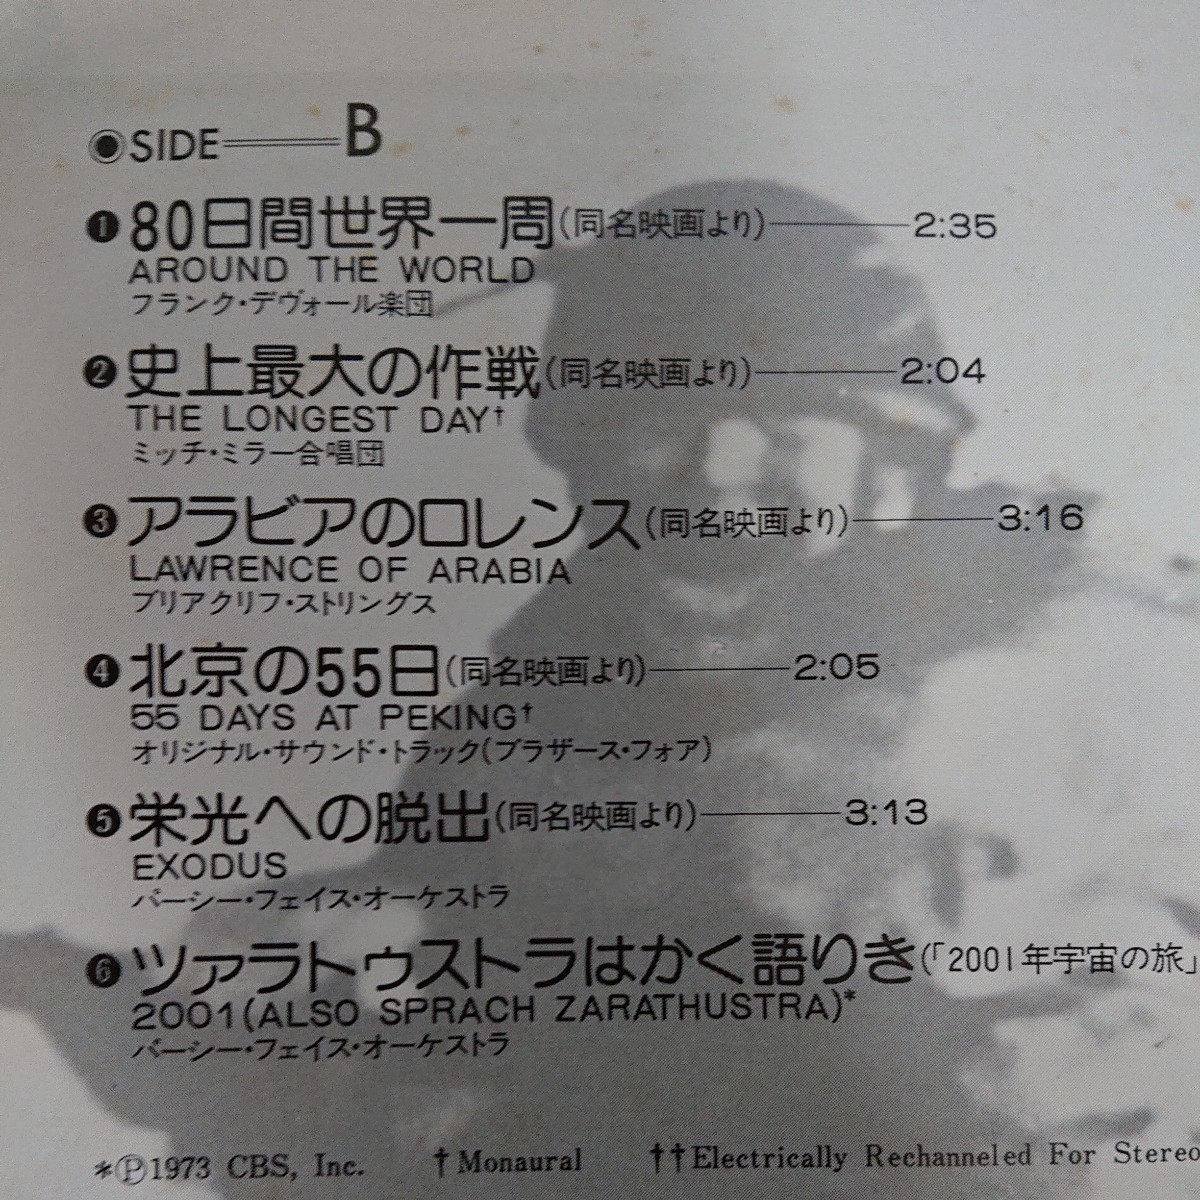 ●SIDE B
❶80日間世界一周(同名映画より) 2:35
AROUND THE WORLD
フランク・デヴォール楽団
❷史上最大の作戦(同名映画より) 2:04
THE LONGEST DAY†
ミッチ・ミラー合唱団
❸アラビアのロレンス(同名映画より) 3:16
LAWRENCE OF ARABIA
ブリアクリフ・ストリングス
❹北京の55日(同名映画より) 2:05
55 DAYS AT PEKING†
オリジナル・サウンド・トラック(ブラザース・フォア)
❺栄光への脱出(同名映画より) 3:13
EXODUS
パーシー・フェイス・オーケストラ
❻ツァラトゥストラはかく語りき(「2001年宇宙の旅」
2001(ALSO SPRACH ZARATHUSTRA)*
パーシー・フェイス・オーケストラ
*Ⓟ1973 CBS, Inc. †Monaural ††Electrically Rechanneled For Stereo